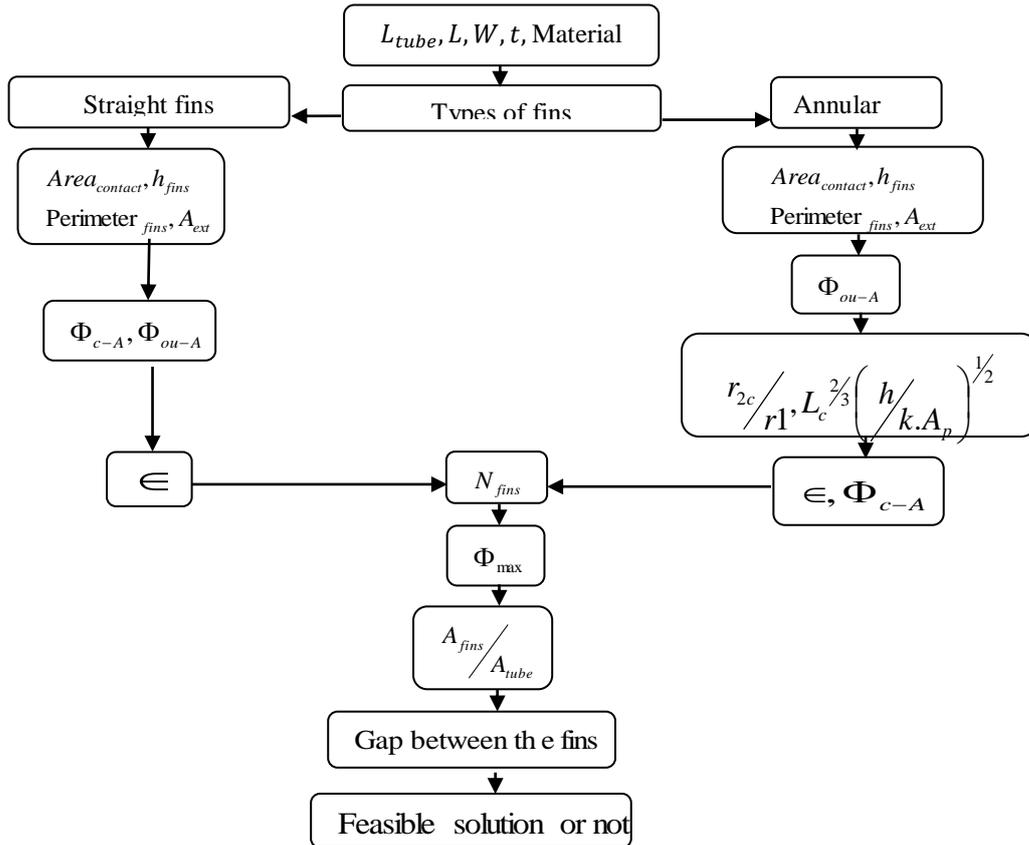 L_tube, L, W, t, Material
Types of fins
Straight fins
Annular
Area_contact, h_fins
Perimeter_fins, A_ext
Area_contact, h_fins
Perimeter_fins, A_ext
Φ_c-A, Φ_ou-A
Φ_ou-A
r_2c/r1, L_c^2/3 (h/k.A_p)^1/2
∈
N_fins
∈, Φ_c-A
Φ_max
A_fins/A_tube
Gap between th e fins
Feasible solution or not